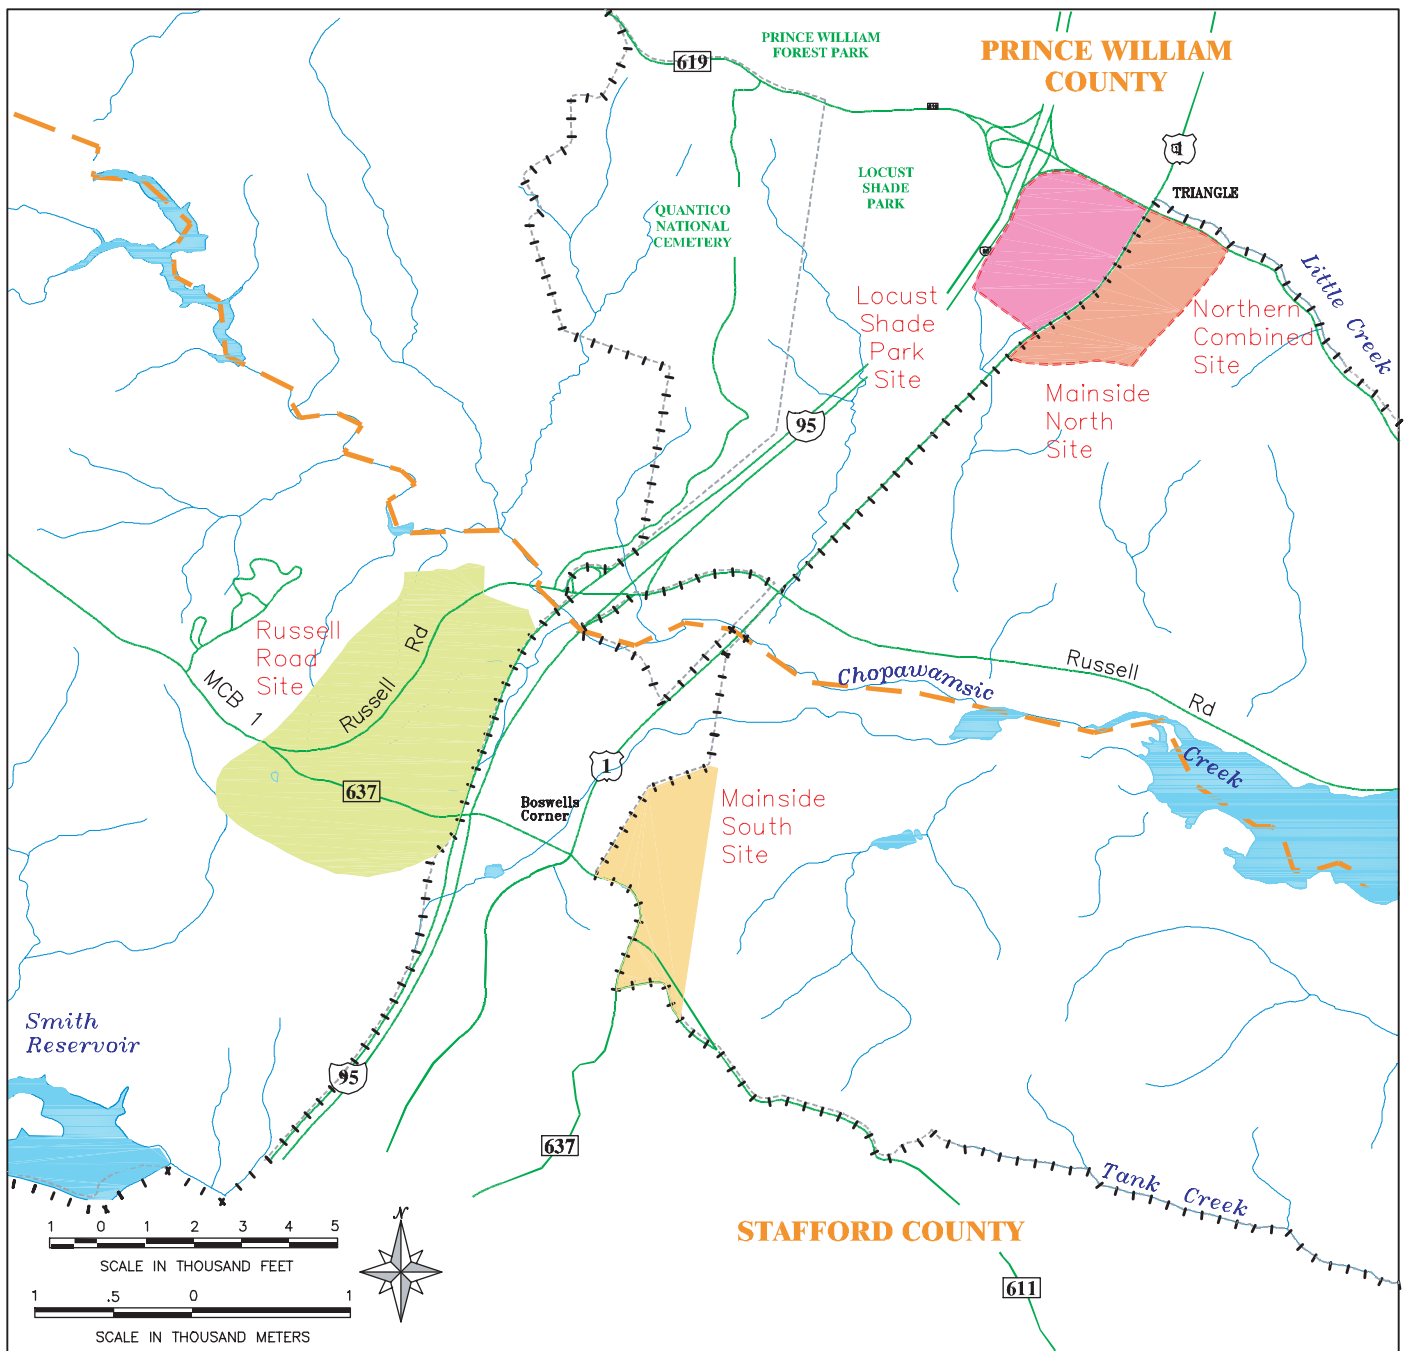 PRINCE WILLIAM
FOREST PARK
PRINCE WILLIAM
COUNTY
619
1
TRIANGLE
LOCUST
SHADE
PARK
QUANTICO
NATIONAL
CEMETERY
Little Creek
Locust
Shade
Park
Site
Northern
Combined
Site
Mainside
North
Site
95
Russell
Road
Site
Russell Rd
MCB 1
Russell Rd
Chopawamsic
Creek
637
1
Boswells
Corner
Mainside
South
Site
Smith
Reservoir
95
637
Tank Creek
STAFFORD COUNTY
611
N
1 0 1 2 3 4 5
SCALE IN THOUSAND FEET
1 .5 0 1
SCALE IN THOUSAND METERS